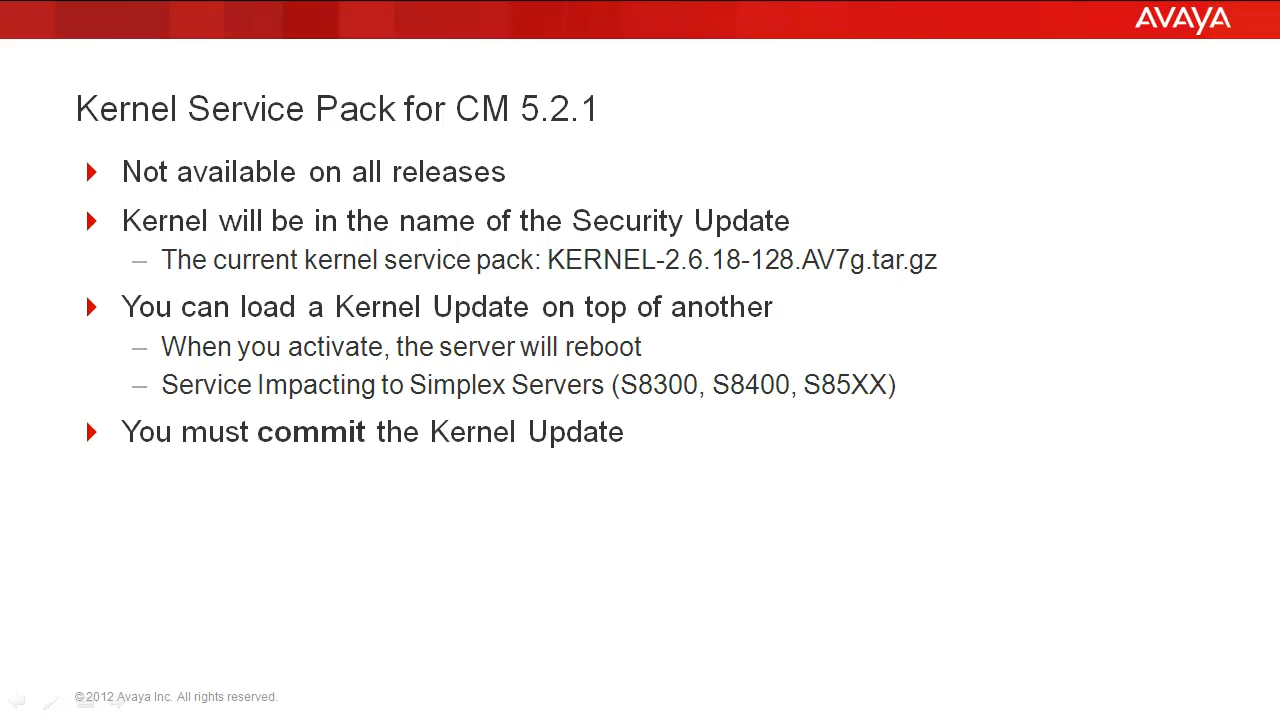 AVAYA
Kernel Service Pack for CM 5.2.1
Not available on all releases
Kernel will be in the name of the Security Update
– The current kernel service pack: KERNEL-2.6.18-128.AV7g.tar.gz
You can load a Kernel Update on top of another
– When you activate, the server will reboot
– Service Impacting to Simplex Servers (S8300, S8400, S85XX)
You must commit the Kernel Update
©2012 Avaya Inc. All rights reserved.